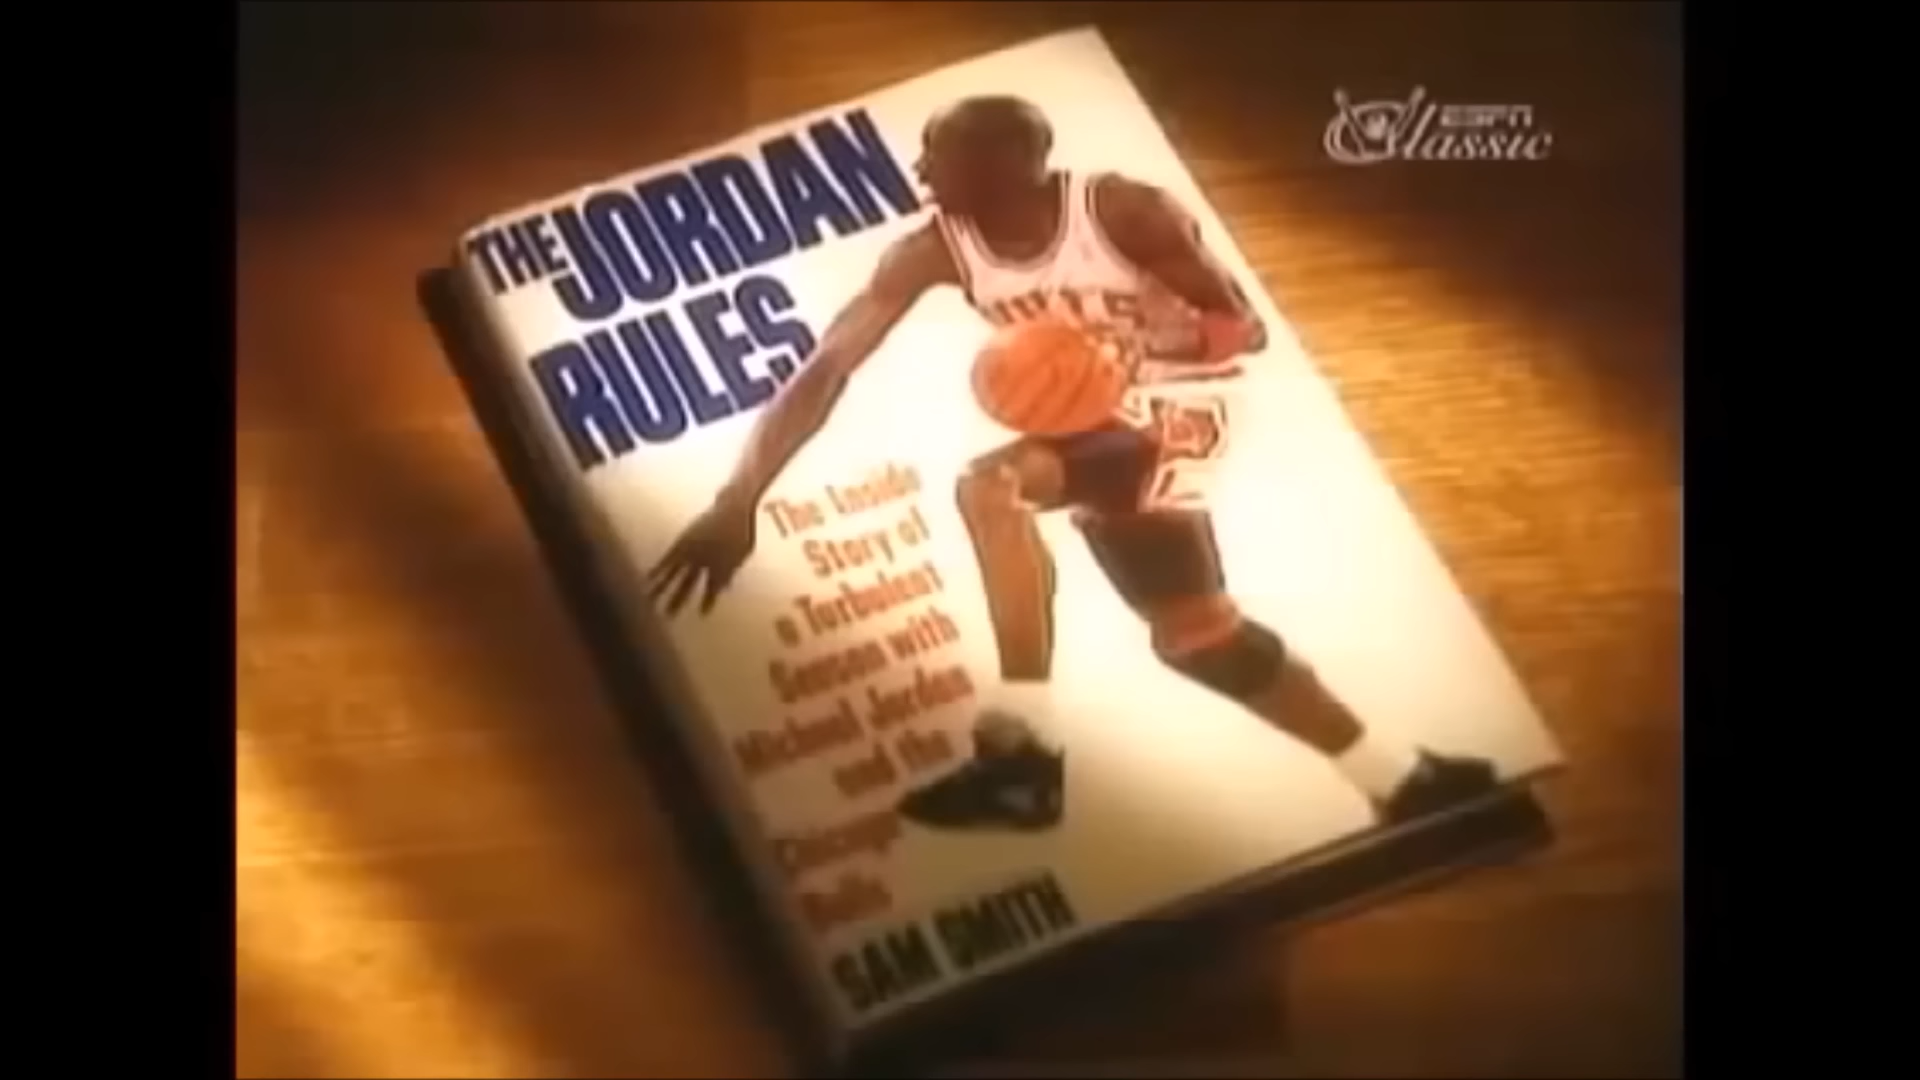 THE JORDAN
RULES
The Inside
Story of
a Turbulent
Season with
Michael Jordan
and the
Chicago
Bulls
SAM SMITH
BULLS
ESPN
Classic